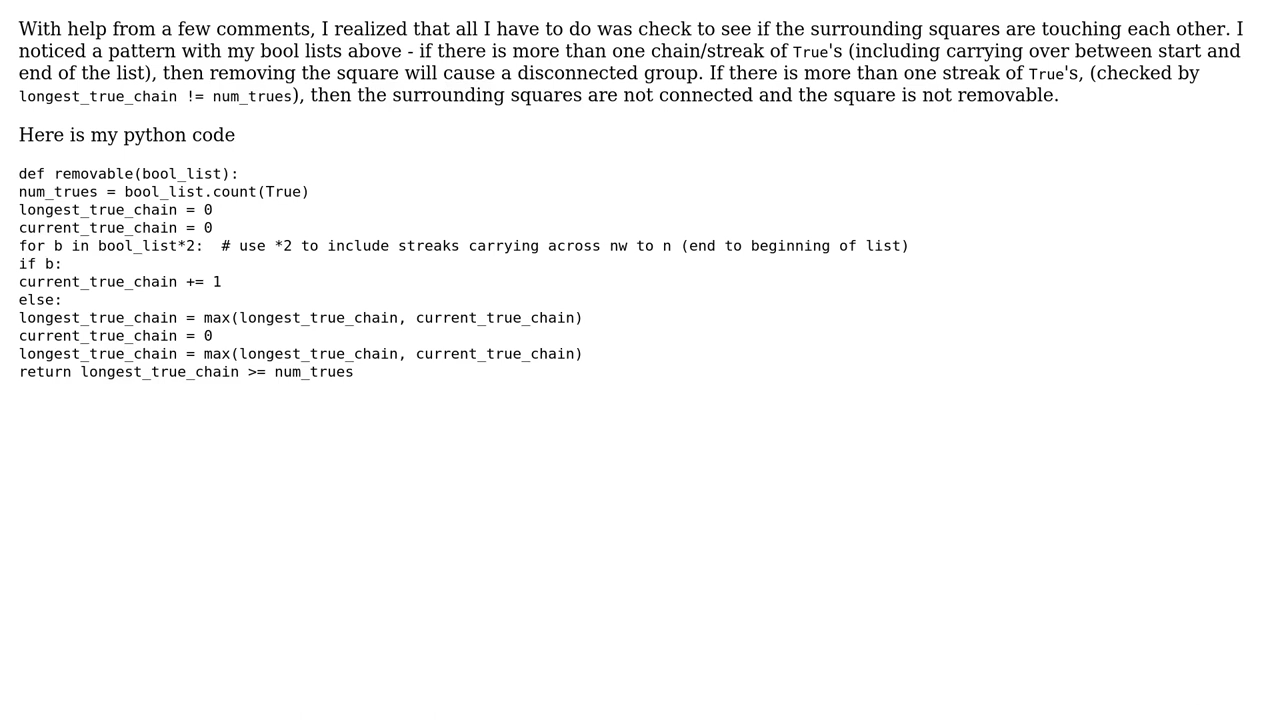 With help from a few comments, I realized that all I have to do was check to see if the surrounding squares are touching each other. I
noticed a pattern with my bool lists above - if there is more than one chain/streak of True's (including carrying over between start and
end of the list), then removing the square will cause a disconnected group. If there is more than one streak of True's, (checked by
longest_true_chain != num_trues), then the surrounding squares are not connected and the square is not removable.
Here is my python code
def removable(bool_list):
num_trues = bool_list.count(True)
longest_true_chain = 0
current_true_chain = 0
for b in bool_list*2:  # use *2 to include streaks carrying across nw to n (end to beginning of list)
if b:
current_true_chain += 1
else:
longest_true_chain = max(longest_true_chain, current_true_chain)
current_true_chain = 0
longest_true_chain = max(longest_true_chain, current_true_chain)
return longest_true_chain >= num_trues